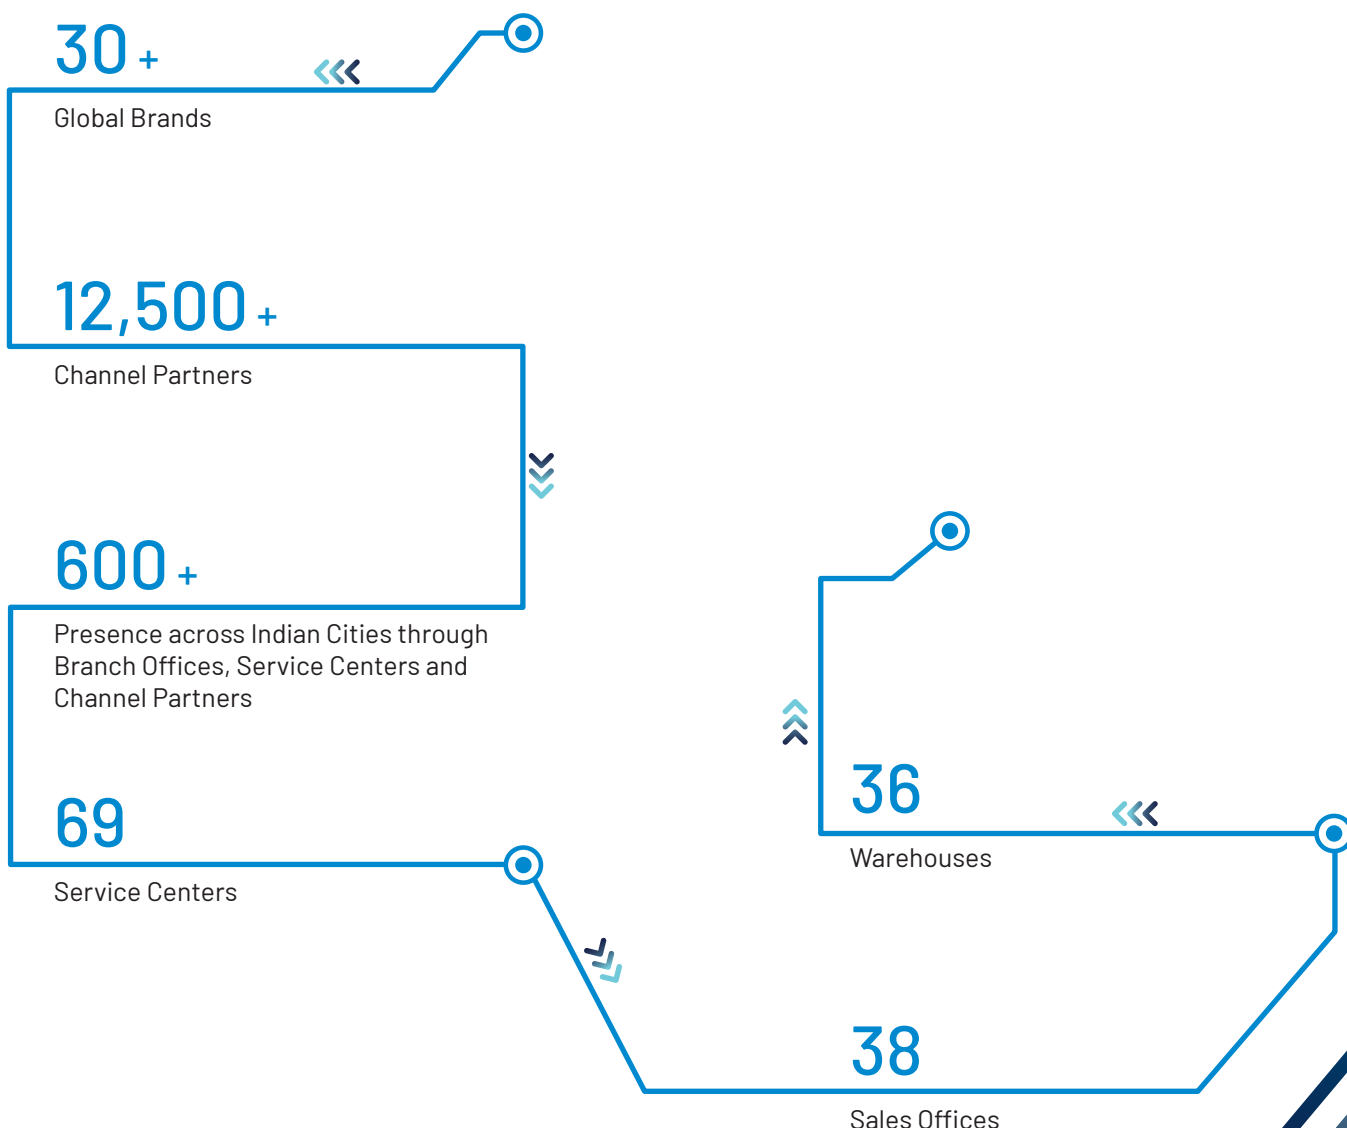 30 +
Global Brands
12,500 +
Channel Partners
600 +
Presence across Indian Cities through
Branch Offices, Service Centers and
Channel Partners
69
Service Centers
38
Sales Offices
36
Warehouses